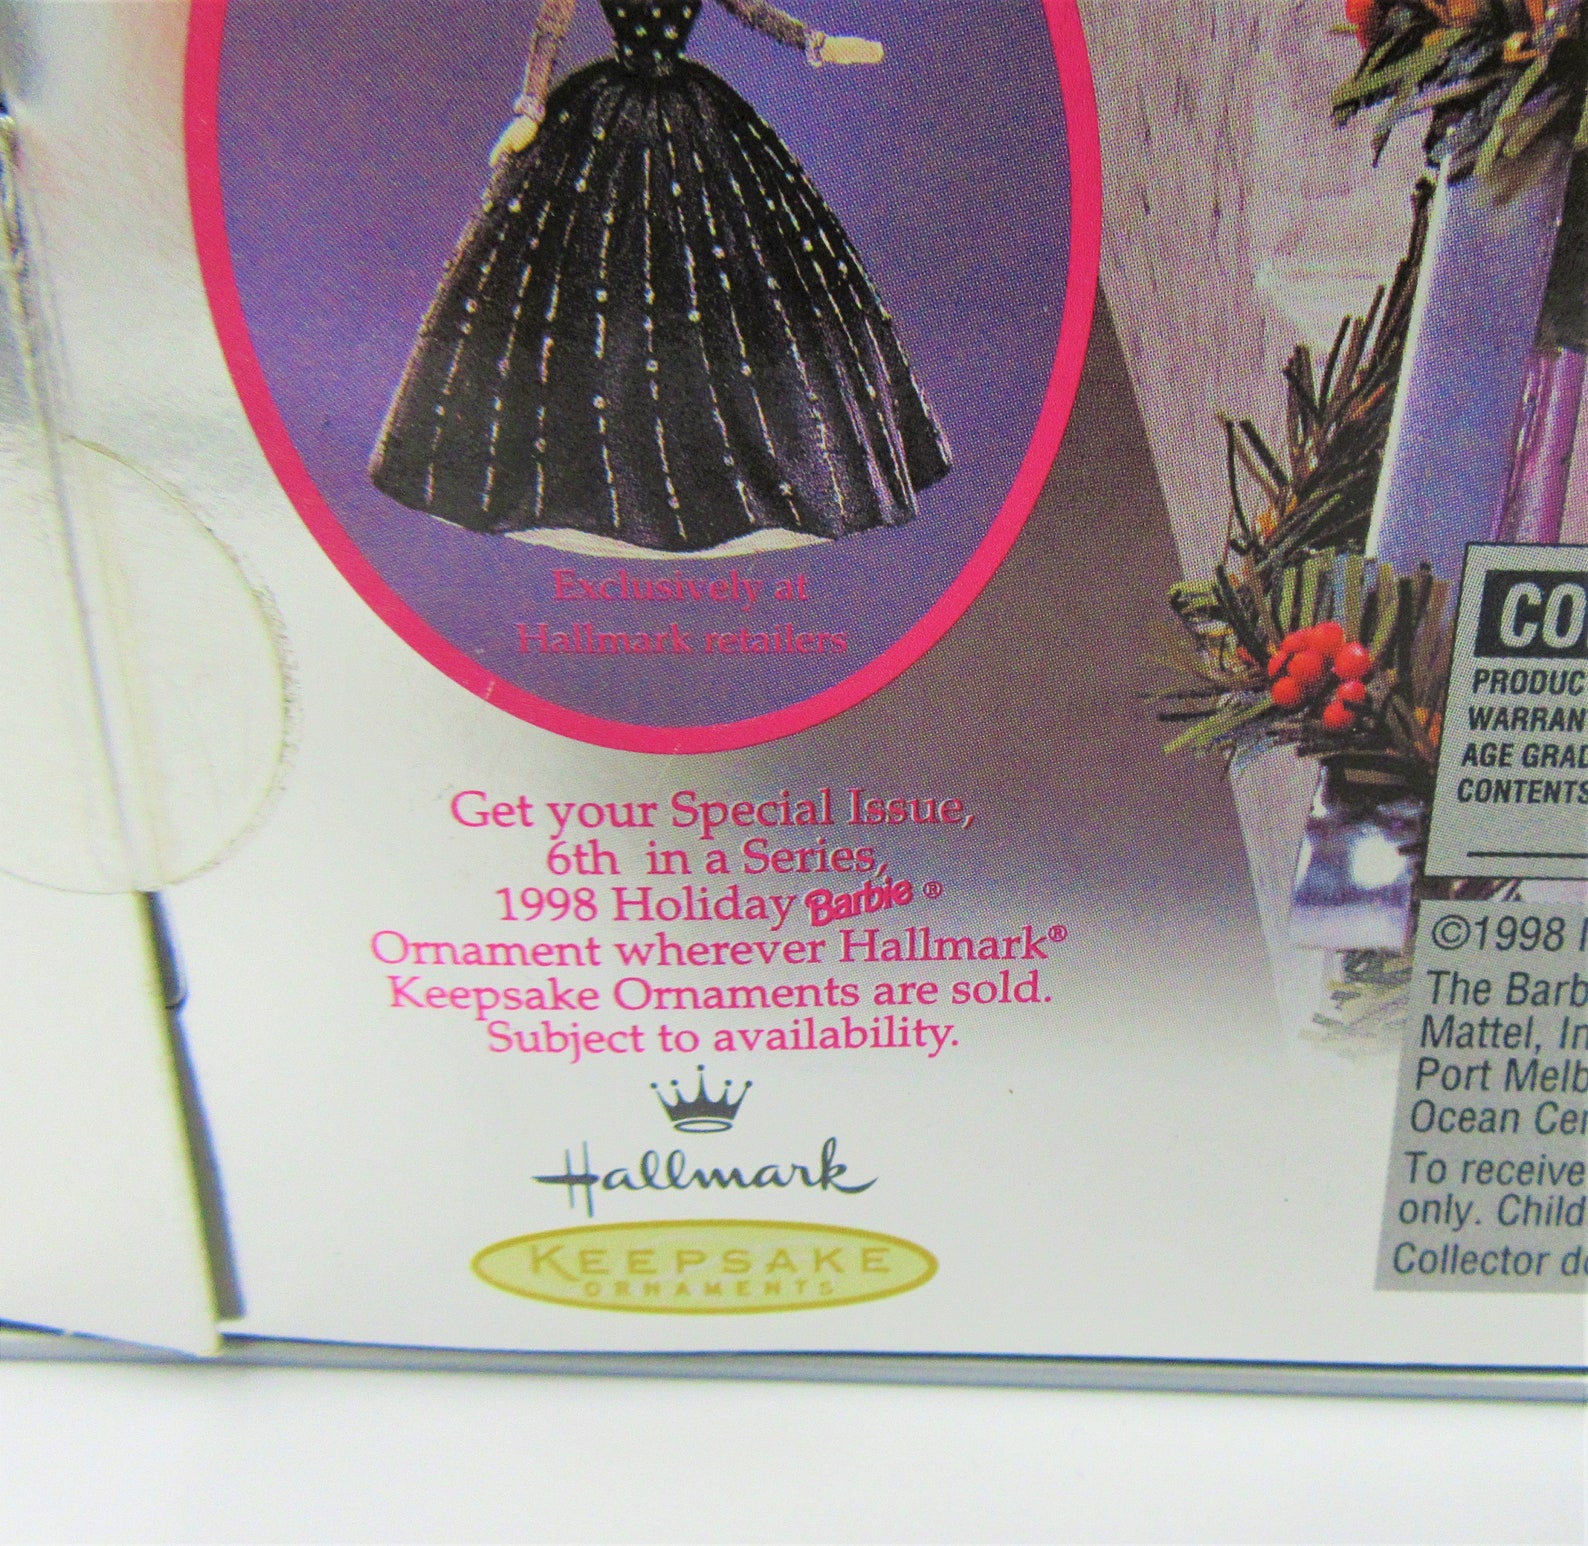 Exclusively at
Hallmark retailers
Get your Special Issue,
6th in a Series,
1998 Holiday Barbie ®
Ornament wherever Hallmark®
Keepsake Ornaments are sold.
Subject to availability.
Hallmark
KEEPSAKE
ORNAMENTS
CO
PRODUC
WARRAN
AGE GRAD
CONTENTS
©1998
The Barb
Mattel, In
Port Melb
Ocean Cen
To receive
only. Child
Collector do